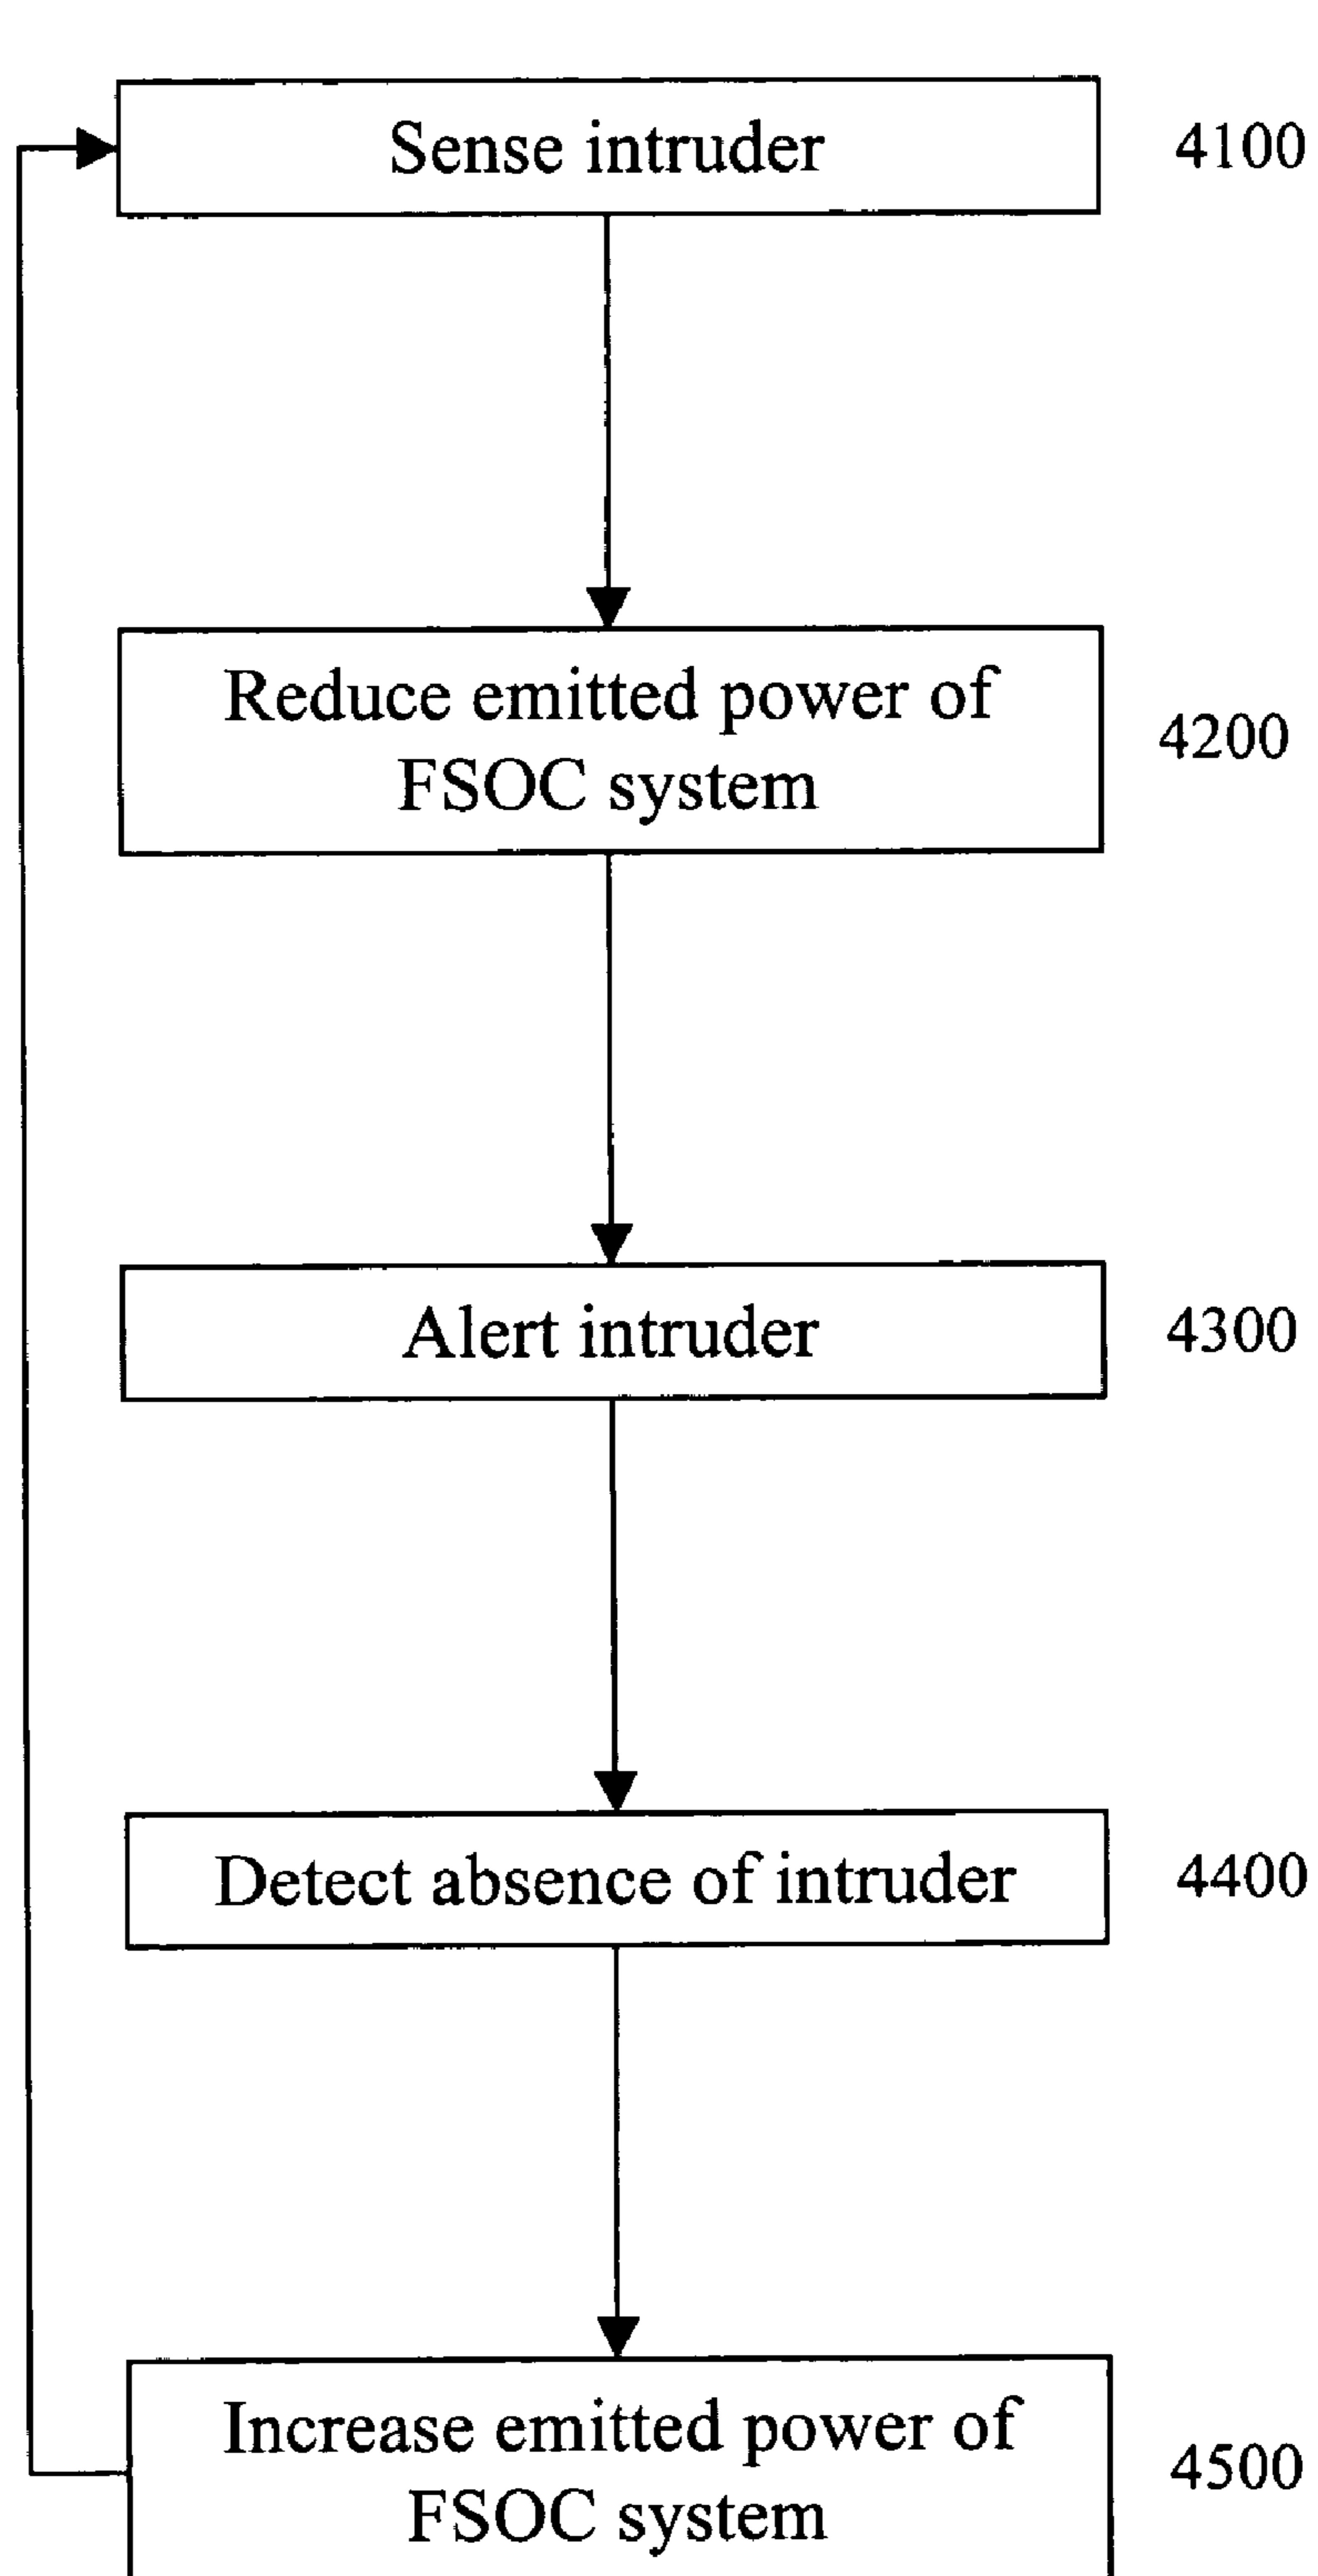 Sense intruder
4100
Reduce emitted power of
FSOC system
4200
Alert intruder
4300
Detect absence of intruder
4400
Increase emitted power of
FSOC system
4500